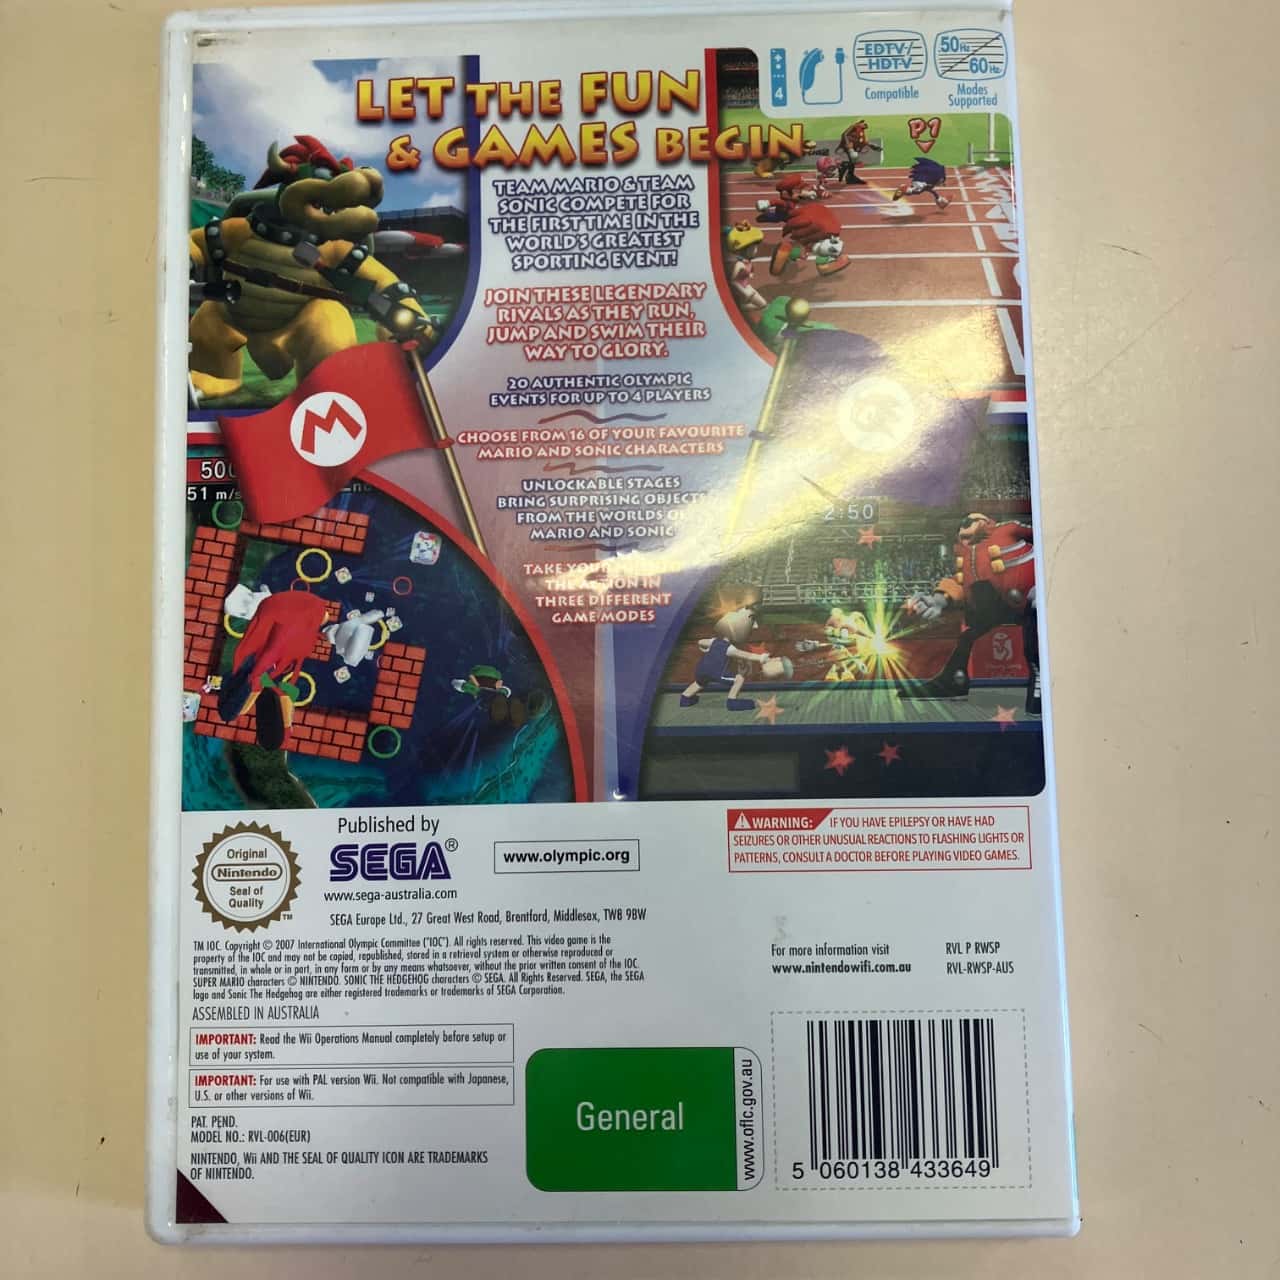 LET THE FUN
& GAMES BEGIN
TEAM MARIO & TEAM
SONIC COMPETE FOR
THE FIRST TIME IN THE
WORLD'S GREATEST
SPORTING EVENT!
JOIN THESE LEGENDARY
RIVALS AS THEY RUN,
JUMP AND SWIM THEIR
WAY TO GLORY.
20 AUTHENTIC OLYMPIC
EVENTS FOR UP TO 4 PLAYERS
CHOOSE FROM 16 OF YOUR FAVOURITE
MARIO AND SONIC CHARACTERS
UNLOCKABLE STAGES
BRING SURPRISING OBJECTS
FROM THE WORLDS OF
MARIO AND SONIC
TAKE YOUR
THE ACTION IN
THREE DIFFERENT
GAME MODES
4
EDTV/
HDTV
Compatible
50Hz
60Hz
Modes
Supported
P1
M
500
51 m/s
2:50
Original
Nintendo
Seal of
Quality
TM
Published by
SEGA®
www.sega-australia.com
www.olympic.org
WARNING: IF YOU HAVE EPILEPSY OR HAVE HAD
SEIZURES OR OTHER UNUSUAL REACTIONS TO FLASHING LIGHTS OR
PATTERNS, CONSULT A DOCTOR BEFORE PLAYING VIDEO GAMES.
SEGA Europe Ltd., 27 Great West Road, Brentford, Middlesex, TW8 9BW
TM IOC. Copyright © 2007 International Olympic Committee ("IOC"). All rights reserved. This video game is the
property of the IOC and may not be copied, republished, stored in a retrieval system or otherwise reproduced or
transmitted, in whole or in part, in any form or by any means whatsoever, without the prior written consent of the IOC.
SUPER MARIO characters © NINTENDO. SONIC THE HEDGEHOG characters © SEGA. All Rights Reserved. SEGA, the SEGA
logo and Sonic The Hedgehog are either registered trademarks or trademarks of SEGA Corporation.
ASSEMBLED IN AUSTRALIA
For more information visit
www.nintendowifi.com.au
RVL P RWSP
RVL-RWSP-AUS
IMPORTANT: Read the Wii Operations Manual completely before setup or
use of your system.
IMPORTANT: For use with PAL version Wii. Not compatible with Japanese,
U.S. or other versions of Wii.
PAT. PEND.
MODEL NO.: RVL-006(EUR)
NINTENDO, Wii AND THE SEAL OF QUALITY ICON ARE TRADEMARKS
OF NINTENDO.
General
www.oflc.gov.au
5 060138 433649